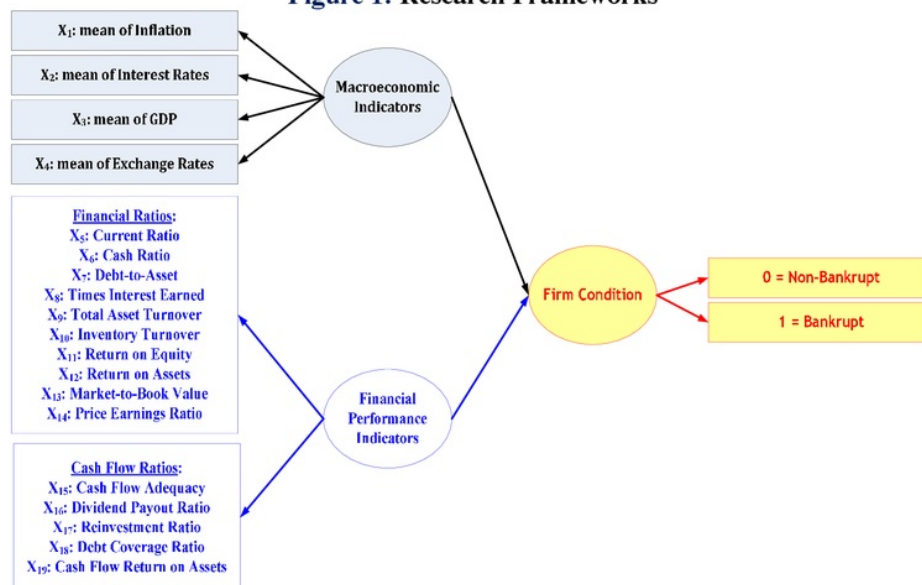 Figure 1: Research Frameworks
X₁: mean of Inflation
X₂: mean of Interest Rates
X₃: mean of GDP
X₄: mean of Exchange Rates
Macroeconomic
Indicators
Financial Ratios:
X₅: Current Ratio
X₆: Cash Ratio
X₇: Debt-to-Asset
X₈: Times Interest Earned
X₉: Total Asset Turnover
X₁₀: Inventory Turnover
X₁₁: Return on Equity
X₁₂: Return on Assets
X₁₃: Market-to-Book Value
X₁₄: Price Earnings Ratio
Cash Flow Ratios:
X₁₅: Cash Flow Adequacy
X₁₆: Dividend Payout Ratio
X₁₇: Reinvestment Ratio
X₁₈: Debt Coverage Ratio
X₁₉: Cash Flow Return on Assets
Financial
Performance
Indicators
Firm Condition
0 = Non-Bankrupt
1 = Bankrupt